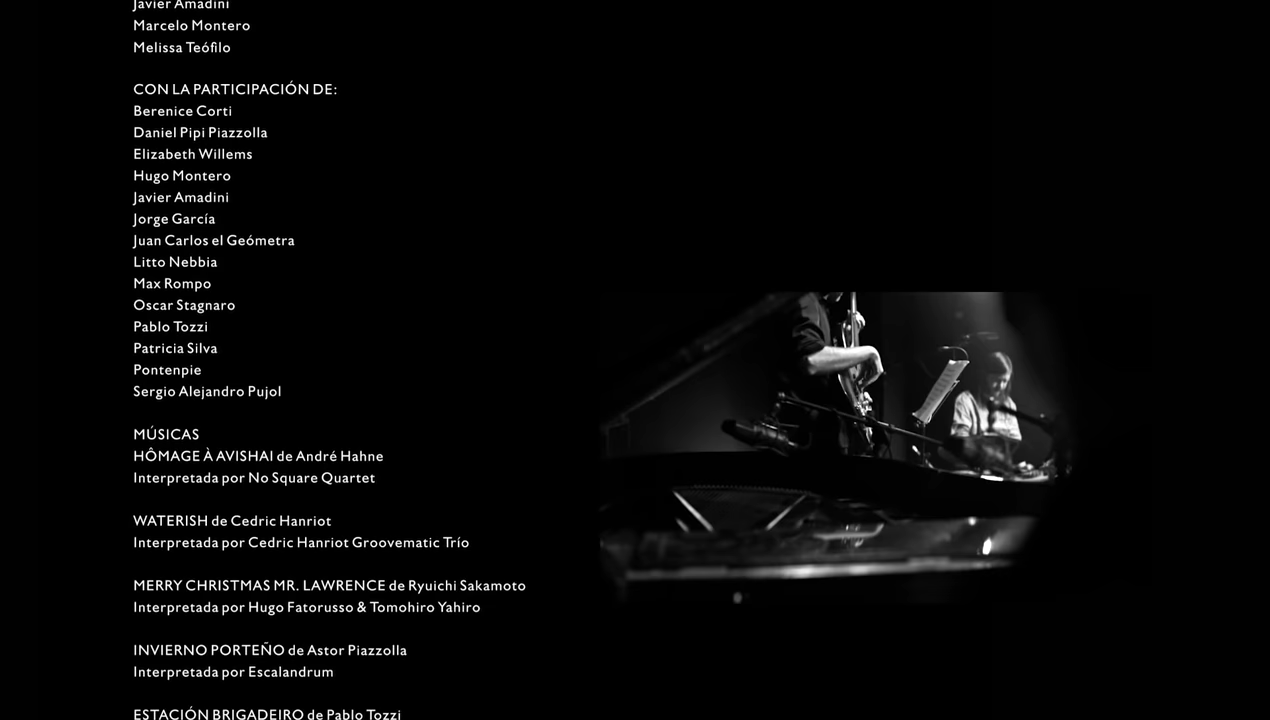 Javier Amadini
Marcelo Montero
Melissa Teófilo
CON LA PARTICIPACIÓN DE:
Berenice Corti
Daniel Pipi Piazzolla
Elizabeth Willems
Hugo Montero
Javier Amadini
Jorge García
Juan Carlos el Geómetra
Litto Nebbia
Max Rompo
Oscar Stagnaro
Pablo Tozzi
Patricia Silva
Pontenpie
Sergio Alejandro Pujol
MÚSICAS
HÔMAGE À AVISHAI de André Hahne
Interpretada por No Square Quartet
WATERISH de Cedric Hanriot
Interpretada por Cedric Hanriot Groovematic Trío
MERRY CHRISTMAS MR. LAWRENCE de Ryuichi Sakamoto
Interpretada por Hugo Fatorusso & Tomohiro Yahiro
INVIERNO PORTEÑO de Astor Piazzolla
Interpretada por Escalandrum
ESTACIÓN BRIGADEIRO de Pablo Tozzi